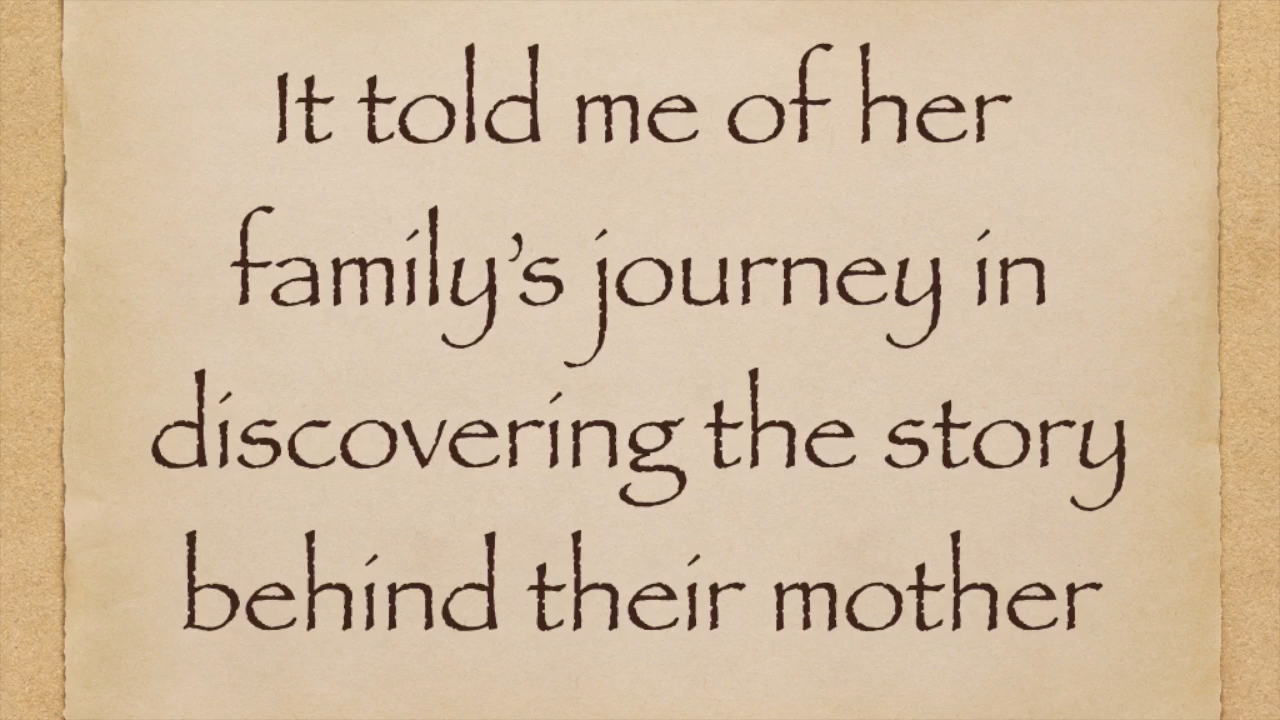 It told me of her
family’s journey in
discovering the story
behind their mother